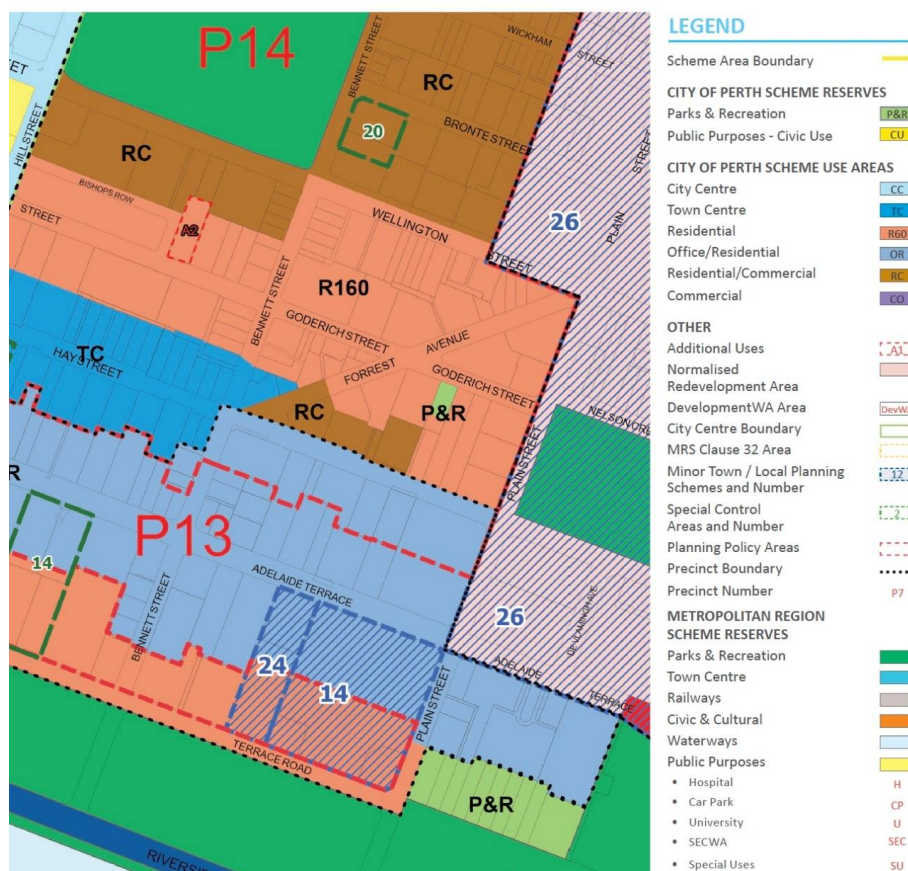 P14
BENNETT STREET
WICKHAM
STREET
RC
STREET
HILL STREET
20
BRONTE STREET
RC
PLAIN
BISHOPS ROW
STREET
A2
WELLINGTON
STREET
26
BENNETT STREET
R160
GODERICH STREET
AVENUE
FORREST
GODERICH STREET
TC
HAY STREET
RC
P&R
PLAIN STREET
R
P13
14
BENNETT STREET
ADELAIDE TERRACE
26
ADELAIDE
TERRACE
24
14
PLAIN STREET
TERRACE ROAD
P&R
LEGEND
Scheme Area Boundary
CITY OF PERTH SCHEME RESERVES
Parks & Recreation P&R
Public Purposes - Civic Use CU
CITY OF PERTH SCHEME USE AREAS
City Centre CC
Town Centre TC
Residential R60
Office/Residential OR
Residential/Commercial RC
Commercial CO
OTHER
Additional Uses A1
Normalised
Redevelopment Area
DevelopmentWA Area DevW
City Centre Boundary
MRS Clause 32 Area
Minor Town / Local Planning 12
Schemes and Number
Special Control 2
Areas and Number
Planning Policy Areas
Precinct Boundary
Precinct Number P7
METROPOLITAN REGION
SCHEME RESERVES
Parks & Recreation
Town Centre
Railways
Civic & Cultural
Waterways
Public Purposes
• Hospital H
• Car Park CP
• University U
• SECWA SEC
• Special Uses SU